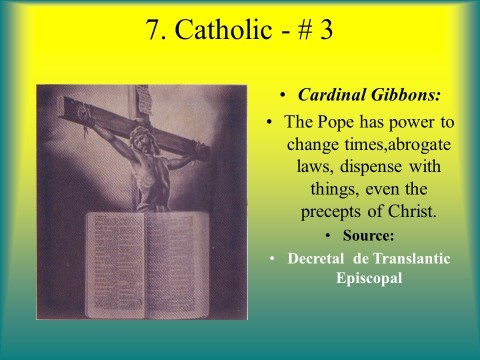 7. Catholic - # 3
• Cardinal Gibbons:
• The Pope has power to
change times,abrogate
laws, dispense with
things, even the
precepts of Christ.
• Source:
• Decretal de Translantic
Episcopal